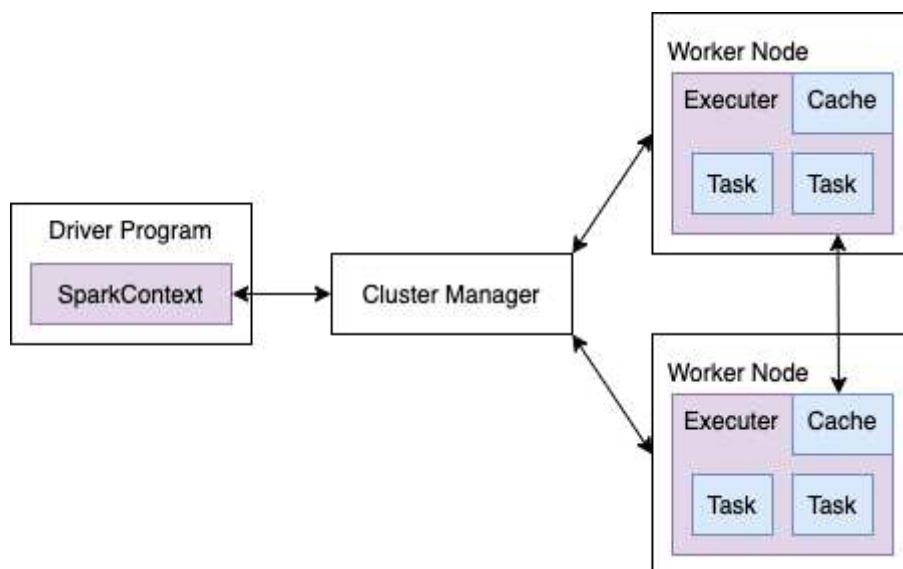 Worker Node
Executer
Cache
Task
Task
Driver Program
SparkContext
Cluster Manager
Worker Node
Executer
Cache
Task
Task